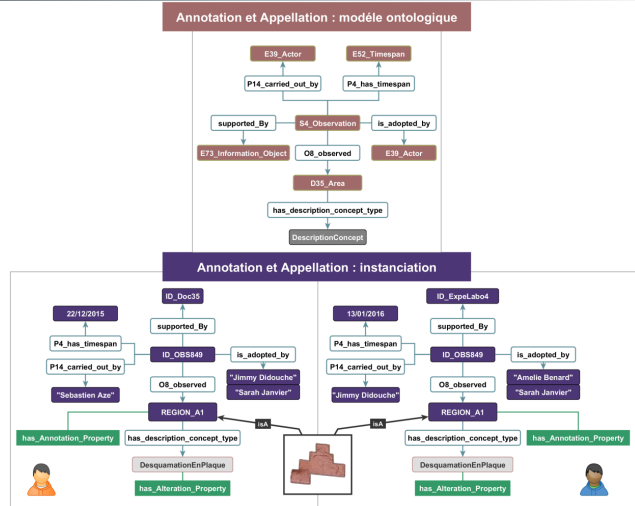 Annotation et Appellation : modéle ontologique
E39_Actor
E52_Timespan
P14_carried_out_by
P4_has_timespan
supported_By
S4_Observation
is_adopted_by
E73_Information_Object
O8_observed
E39_Actor
D35_Area
has_description_concept_type
DescriptionConcept
Annotation et Appellation : instanciation
ID_Doc35
22/12/2015
supported_By
P4_has_timespan
ID_OBS849
is_adopted_by
P14_carried_out_by
"Jimmy Didouche"
"Sebastien Aze"
O8_observed
"Sarah Janvier"
REGION_A1
isA
has_Annotation_Property
has_description_concept_type
DesquamationEnPlaque
has_Alteration_Property
ID_ExpeLabo4
13/01/2016
supported_By
P4_has_timespan
ID_OBS849
is_adopted_by
P14_carried_out_by
"Amelie Benard"
"Jimmy Didouche"
O8_observed
"Sarah Janvier"
REGION_A1
isA
has_Annotation_Property
has_description_concept_type
DesquamationEnPlaque
has_Alteration_Property